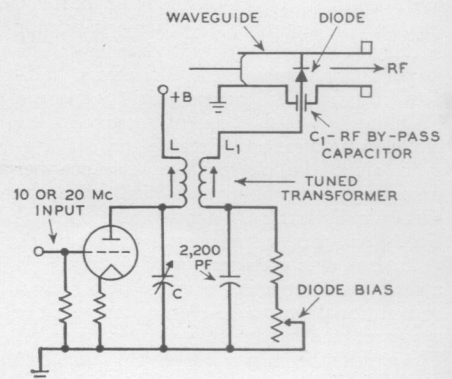 WAVEGUIDE
DIODE
RF
+B
C₁-RF BY-PASS
CAPACITOR
L
L₁
TUNED
TRANSFORMER
10 OR 20 Mc
INPUT
2,200
PF
C
DIODE BIAS